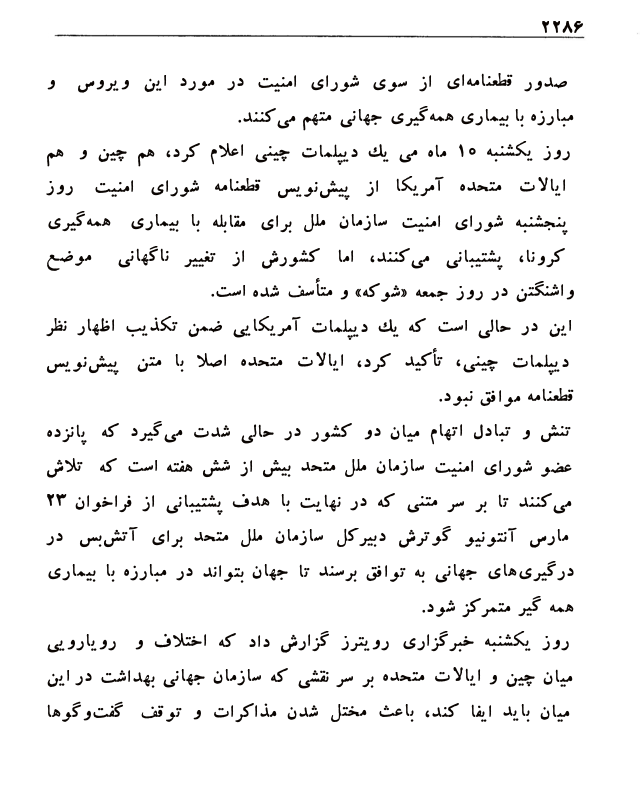 ۲۲۸۶
صدور قطعنامه‌ای از سوی شورای امنیت در مورد این ویروس و
مبارزه با بیماری همه‌گیری جهانی متهم می‌کنند.
روز یکشنبه ۱۵ ماه می یك دیپلمات چینی اعلام کرد، هم چین و هم
ایالات متحده آمریکا از پیش‌نویس قطعنامه شورای امنیت روز
پنجشنبه شورای امنیت سازمان ملل برای مقابله با بیماری همه‌گیری
کرونا، پشتیبانی می‌کنند، اما کشورش از تغییر ناگهانی موضع
واشنگتن در روز جمعه «شوکه» و متأسف شده است.
این در حالی است که یك دیپلمات آمریکایی ضمن تکذیب اظهار نظر
دیپلمات چینی، تأکید کرد، ایالات متحده اصلا با متن پیش‌نویس
قطعنامه موافق نبود.
تنش و تبادل اتهام میان دو کشور در حالی شدت می‌گیرد که پانزده
عضو شورای امنیت سازمان ملل متحد بیش از شش هفته است که تلاش
می‌کنند تا بر سر متنی که در نهایت با هدف پشتیبانی از فراخوان ۲۳
مارس آنتونیو گوترش دبیرکل سازمان ملل متحد برای آتش‌بس در
درگیری‌های جهانی به توافق برسند تا جهان بتواند در مبارزه با بیماری
همه گیر متمرکز شود.
روز یکشنبه خبرگزاری رویترز گزارش داد که اختلاف و رویارویی
میان چین و ایالات متحده بر سر نقشی که سازمان جهانی بهداشت در این
میان باید ایفا کند، باعث مختل شدن مذاکرات و توقف گفت‌وگوها